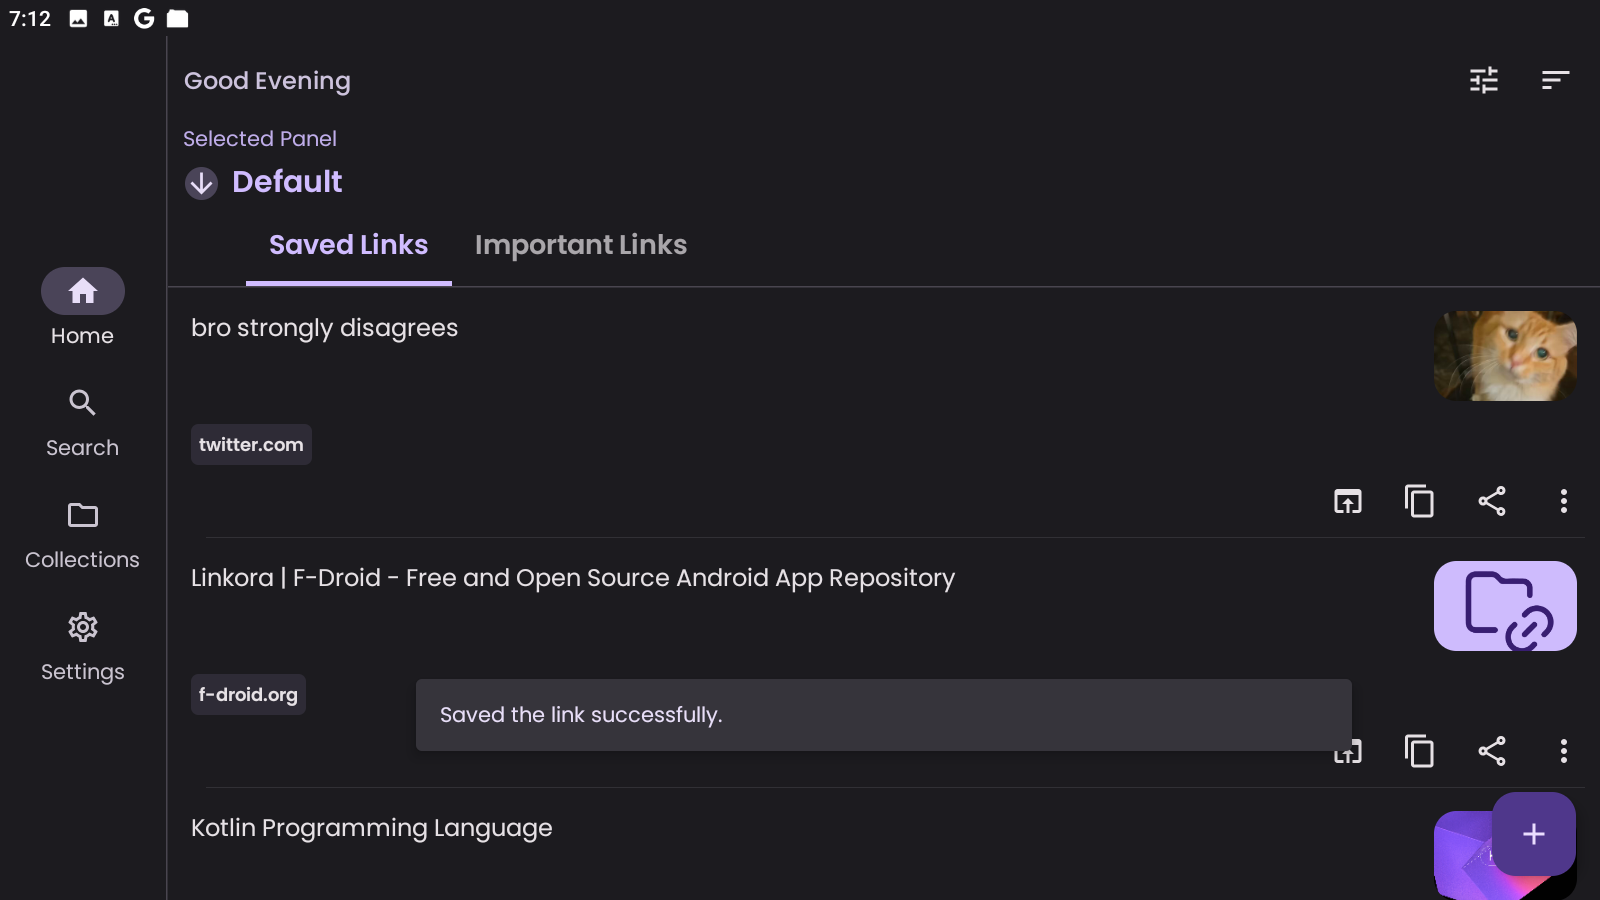 7:12
Good Evening
Selected Panel
Default
Saved Links
Important Links
Home
Search
Collections
Settings
bro strongly disagrees
twitter.com
Linkora | F-Droid - Free and Open Source Android App Repository
f-droid.org
Saved the link successfully.
Kotlin Programming Language